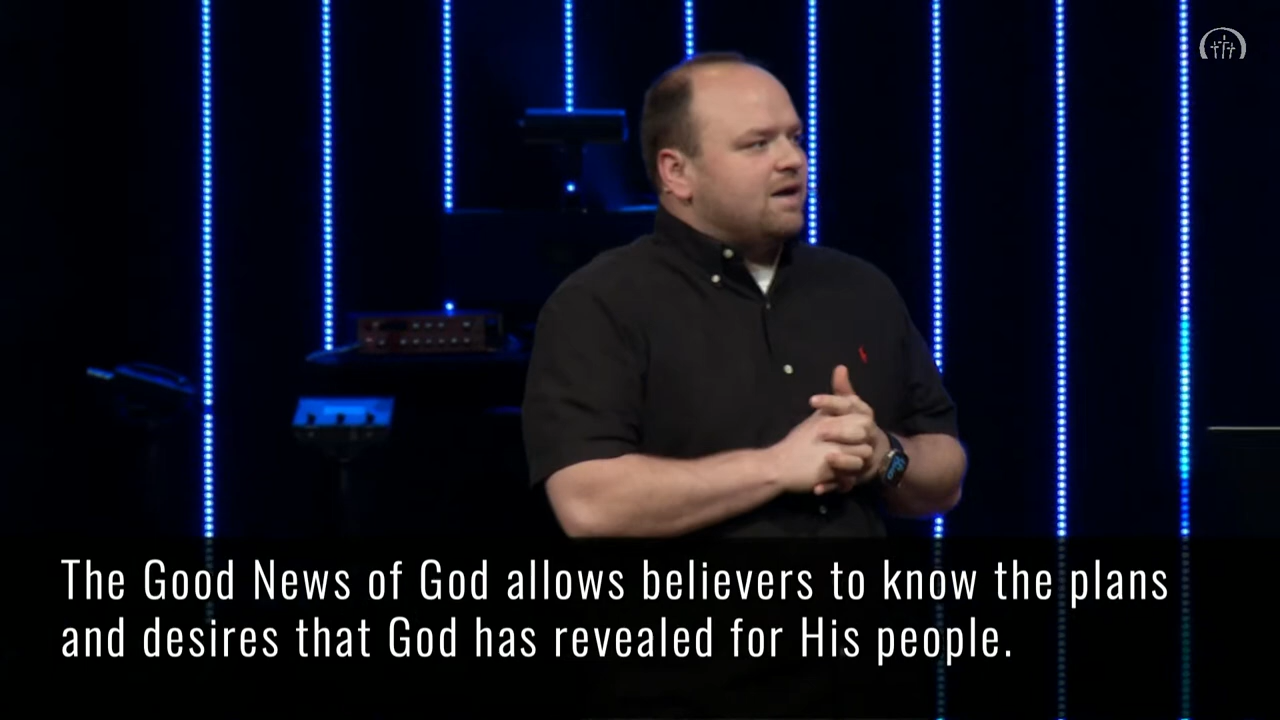 The Good News of God allows believers to know the plans
and desires that God has revealed for His people.